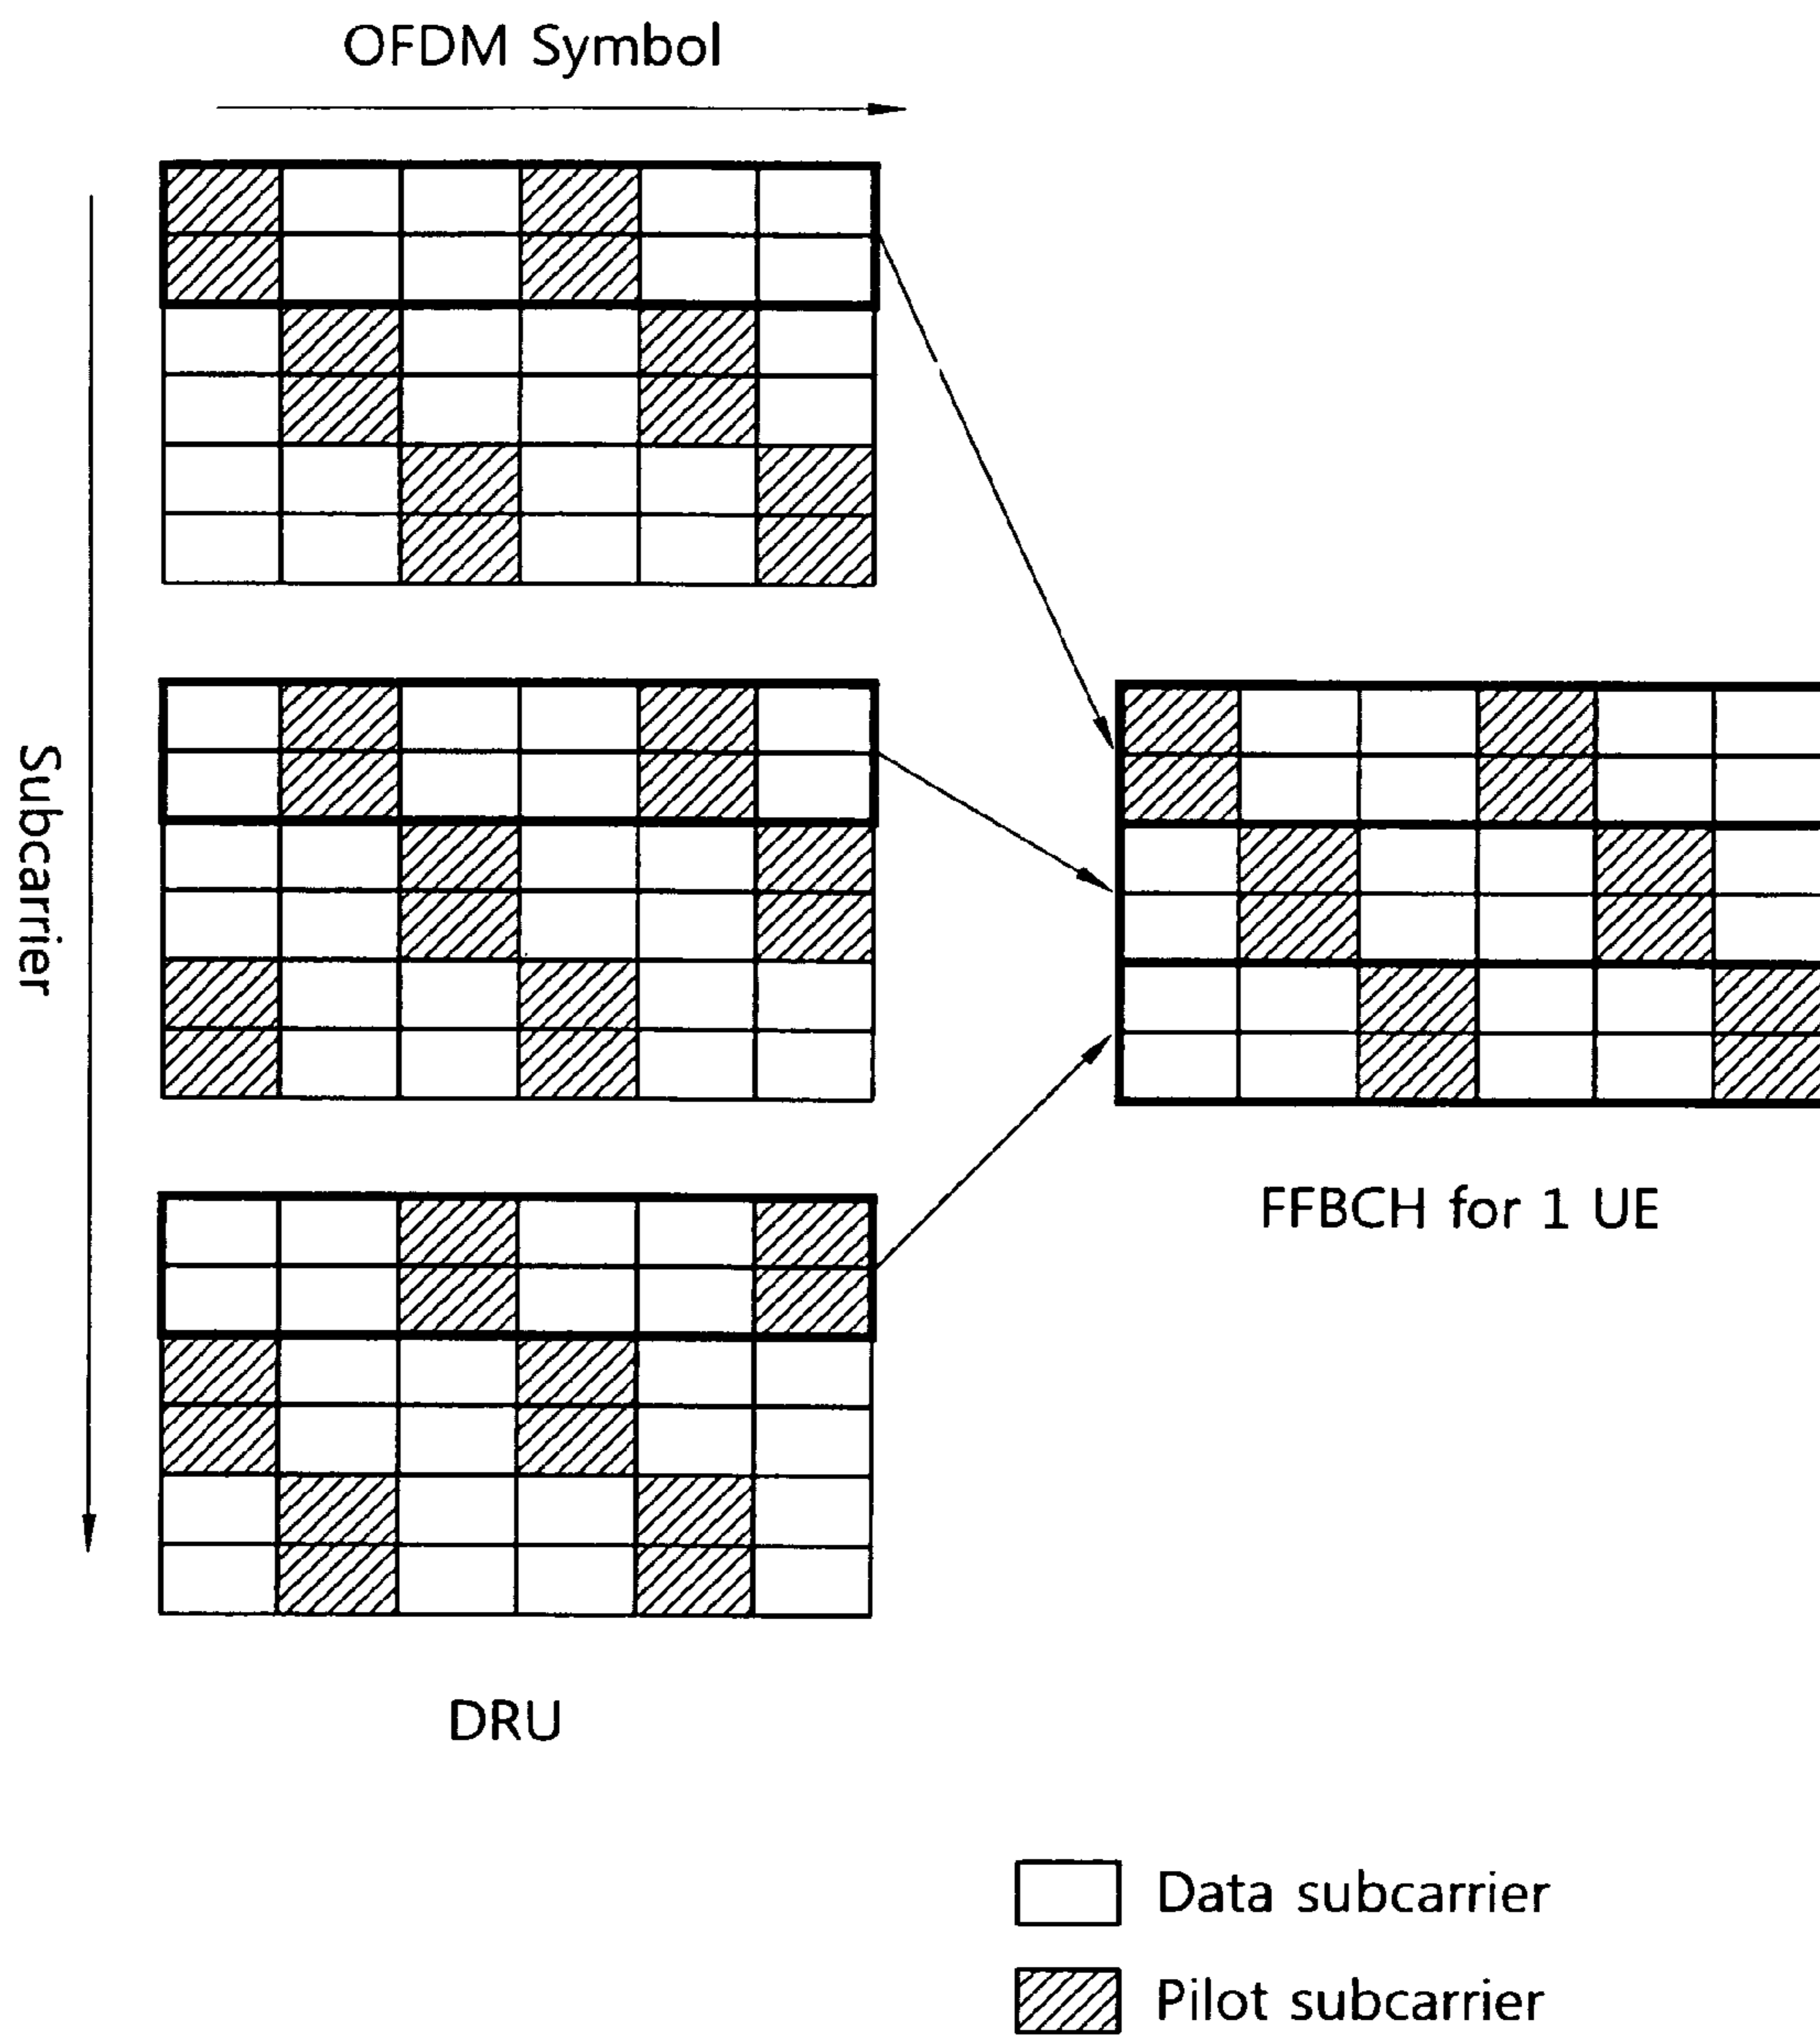 OFDM Symbol
Subcarrier
FFBCH for 1 UE
DRU
Data subcarrier
Pilot subcarrier